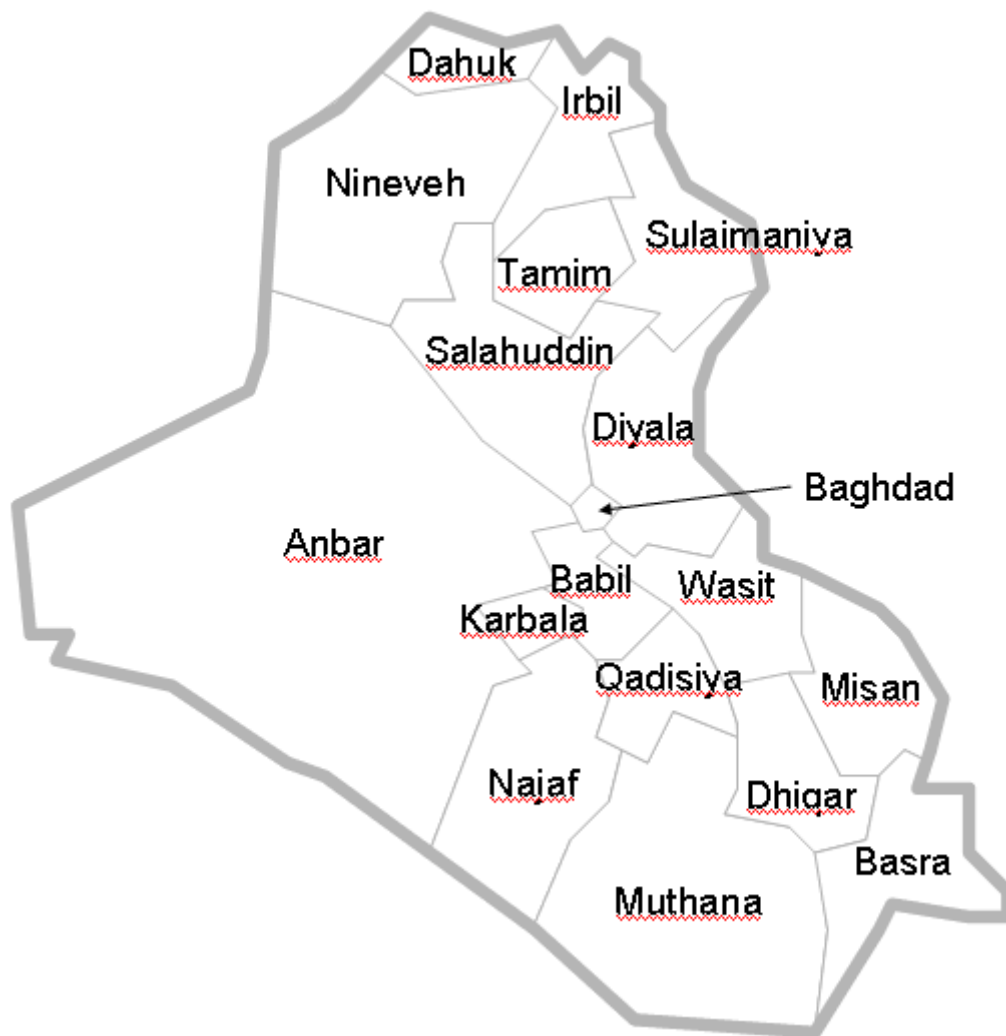 Dahuk
Irbil
Nineveh
Sulaimaniya
Tamim
Salahuddin
Diyala
Baghdad
Anbar
Babil
Wasit
Karbala
Qadisiya
Misan
Najaf
Dhiqar
Basra
Muthana